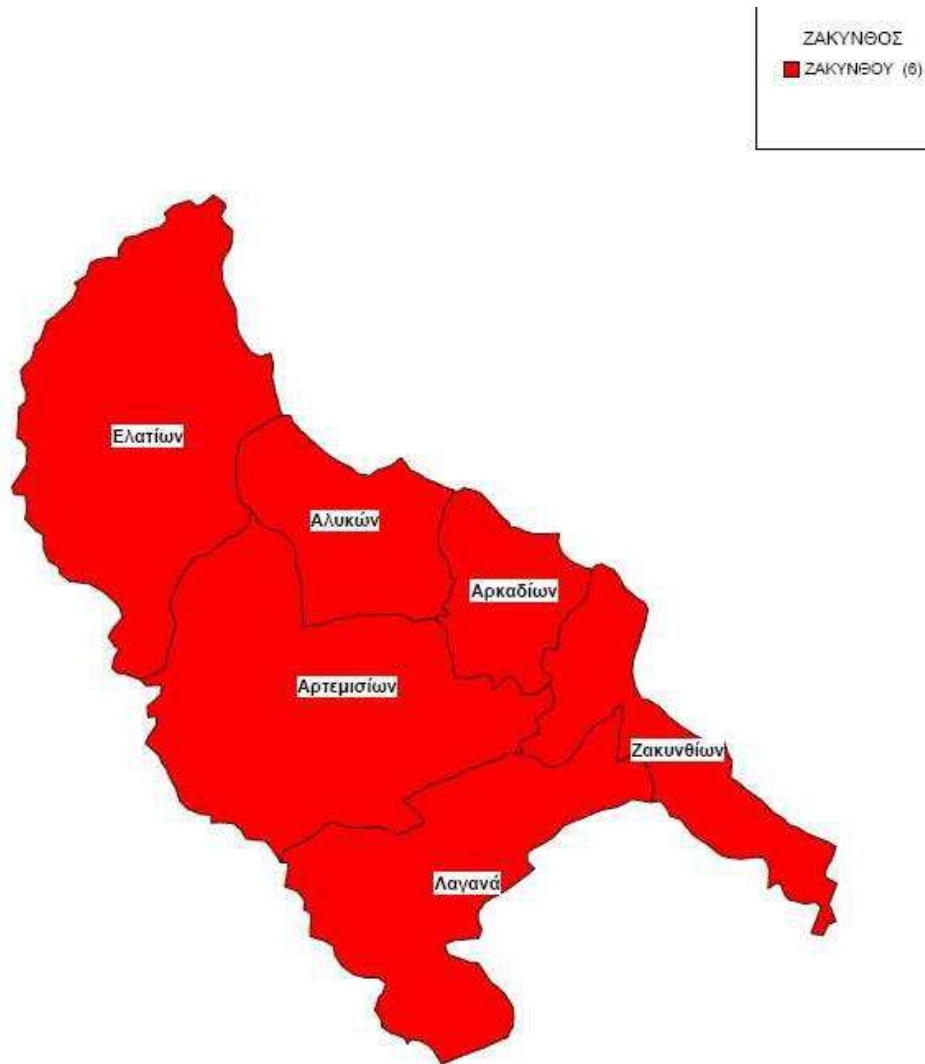 ΖΑΚΥΝΘΟΣ
ΖΑΚΥΝΘΟΥ (6)
Ελατίων
Αλυκών
Αρκαδίων
Αρτεμισίων
Ζακυνθίων
Λαγανά